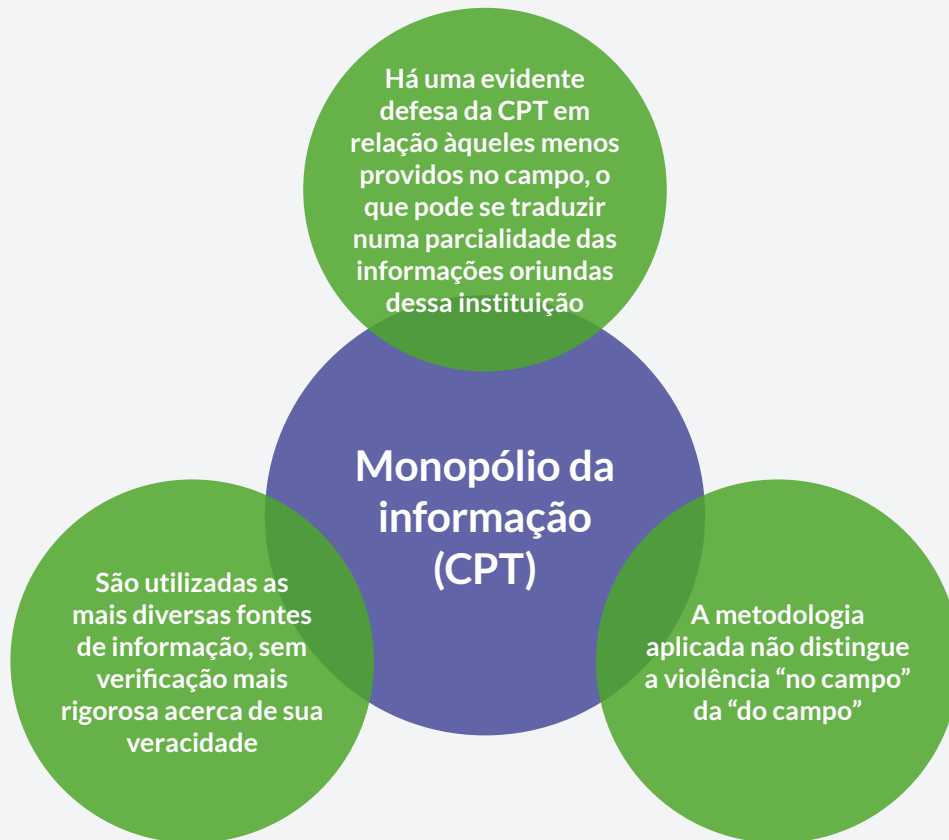 Há uma evidente
defesa da CPT em
relação àqueles menos
providos no campo, o
que pode se traduzir
numa parcialidade das
informações oriundas
dessa instituição
Monopólio da
informação
(CPT)
São utilizadas as
mais diversas fontes
de informação, sem
verificação mais
rigorosa acerca de sua
veracidade
A metodologia
aplicada não distingue
a violência “no campo”
da “do campo”